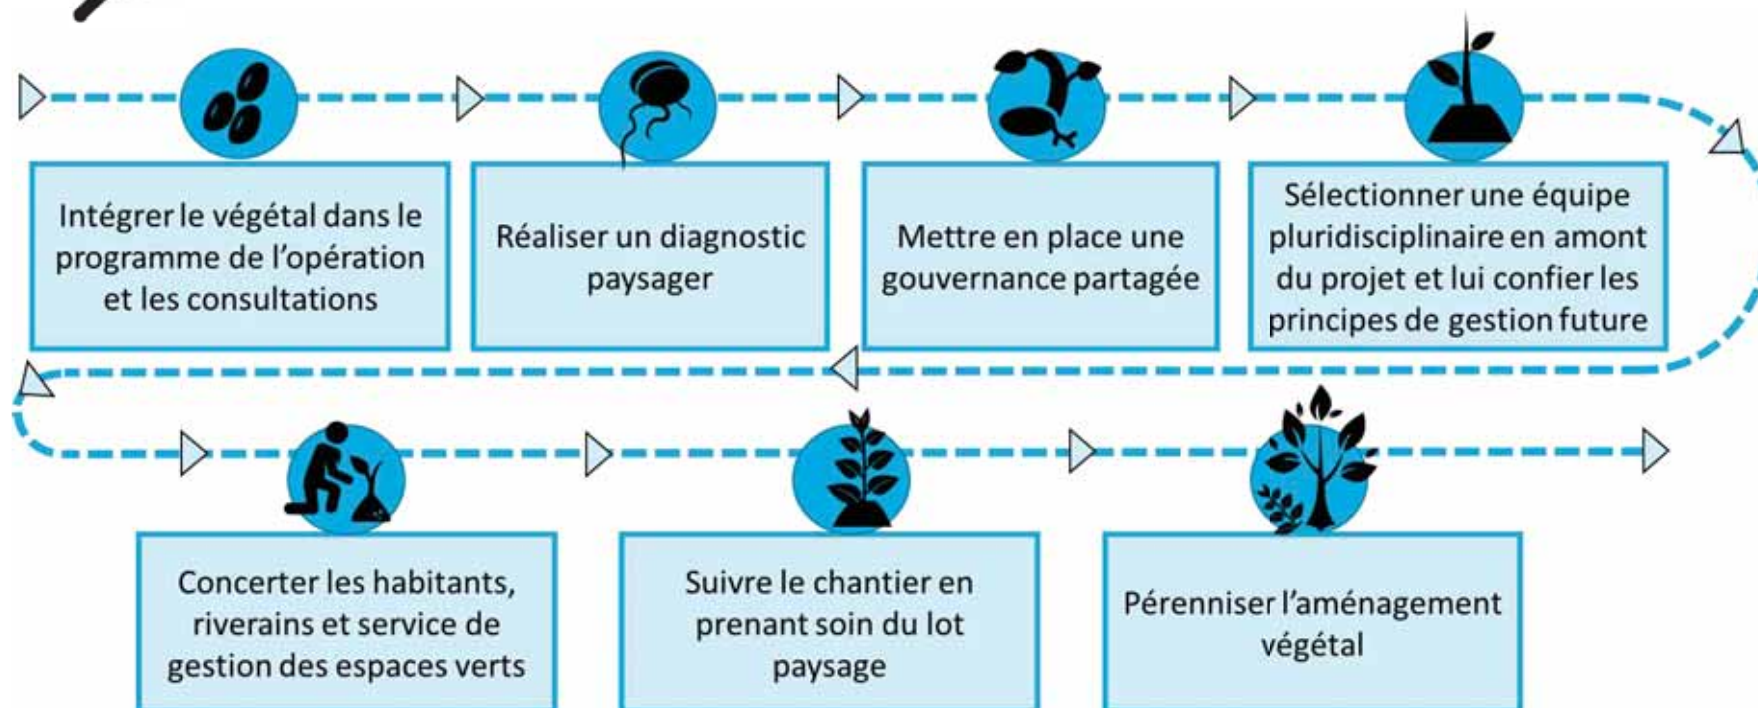 Intégrer le végétal dans le
programme de l’opération
et les consultations
Réaliser un diagnostic
paysager
Mettre en place une
gouvernance partagée
Sélectionner une équipe
pluridisciplinaire en amont
du projet et lui confier les
principes de gestion future
Concerter les habitants,
riverains et service de
gestion des espaces verts
Suivre le chantier en
prenant soin du lot
paysage
Pérenniser l’aménagement
végétal